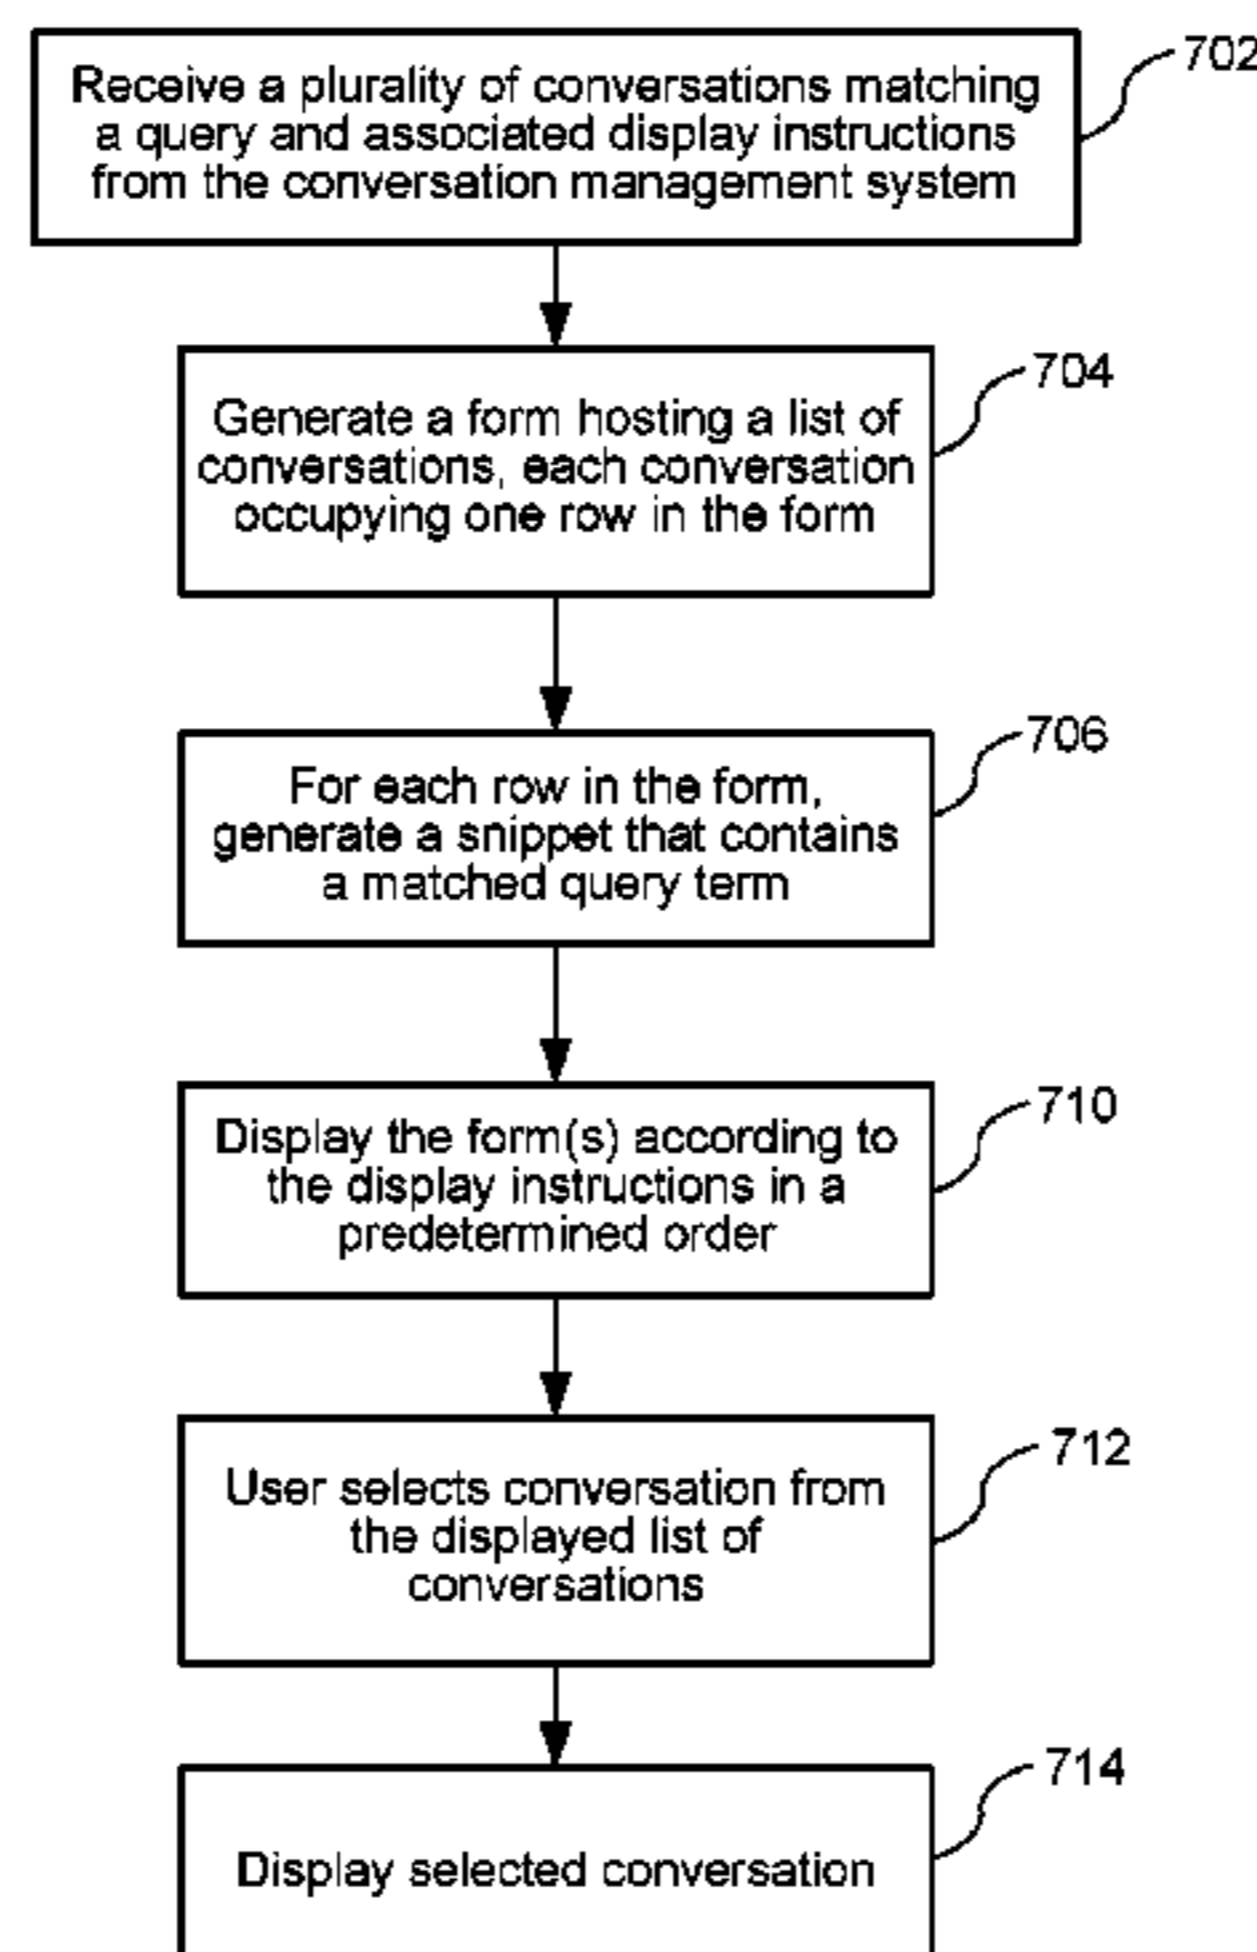 702
Receive a plurality of conversations matching
a query and associated display instructions
from the conversation management system
704
Generate a form hosting a list of
conversations, each conversation
occupying one row in the form
706
For each row in the form,
generate a snippet that contains
a matched query term
710
Display the form(s) according to
the display instructions in a
predetermined order
712
User selects conversation from
the displayed list of
conversations
714
Display selected conversation